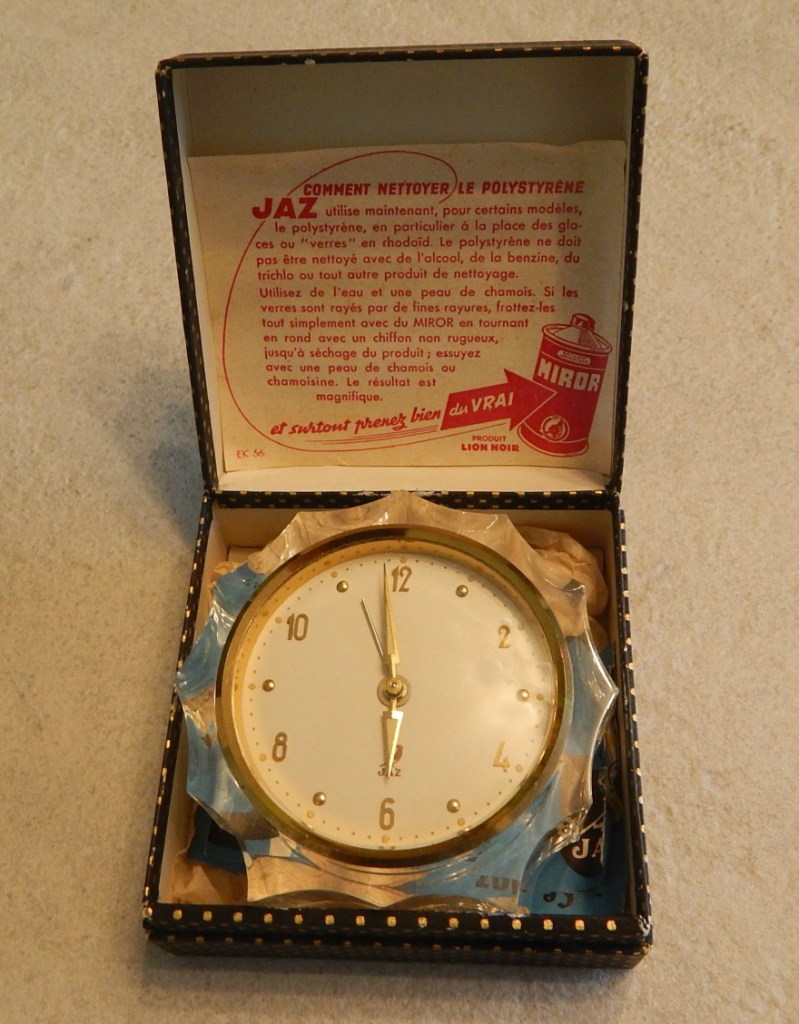 COMMENT NETTOYER LE POLYSTYRÈNE
JAZ utilise maintenant, pour certains modèles,
le polystyrène, en particulier à la place des gla-
ces ou "verres" en rhodoïd. Le polystyrène ne doit
pas être nettoyé avec de l'alcool, de la benzine, du
trichlo ou tout autre produit de nettoyage.
Utilisez de l'eau et une peau de chamois. Si les
verres sont rayés par de fines rayures, frottez-les
tout simplement avec du MIROR en tournant
en rond avec un chiffon non rugueux,
jusqu'à séchage du produit ; essuyez
avec une peau de chamois ou
chamoisine. Le résultat est
magnifique.
et surtout prenez bien du VRAI
MIROR
PRODUIT
LION NOIR
EK 56
12
10
2
8
4
6
JAZ
JA
Ce